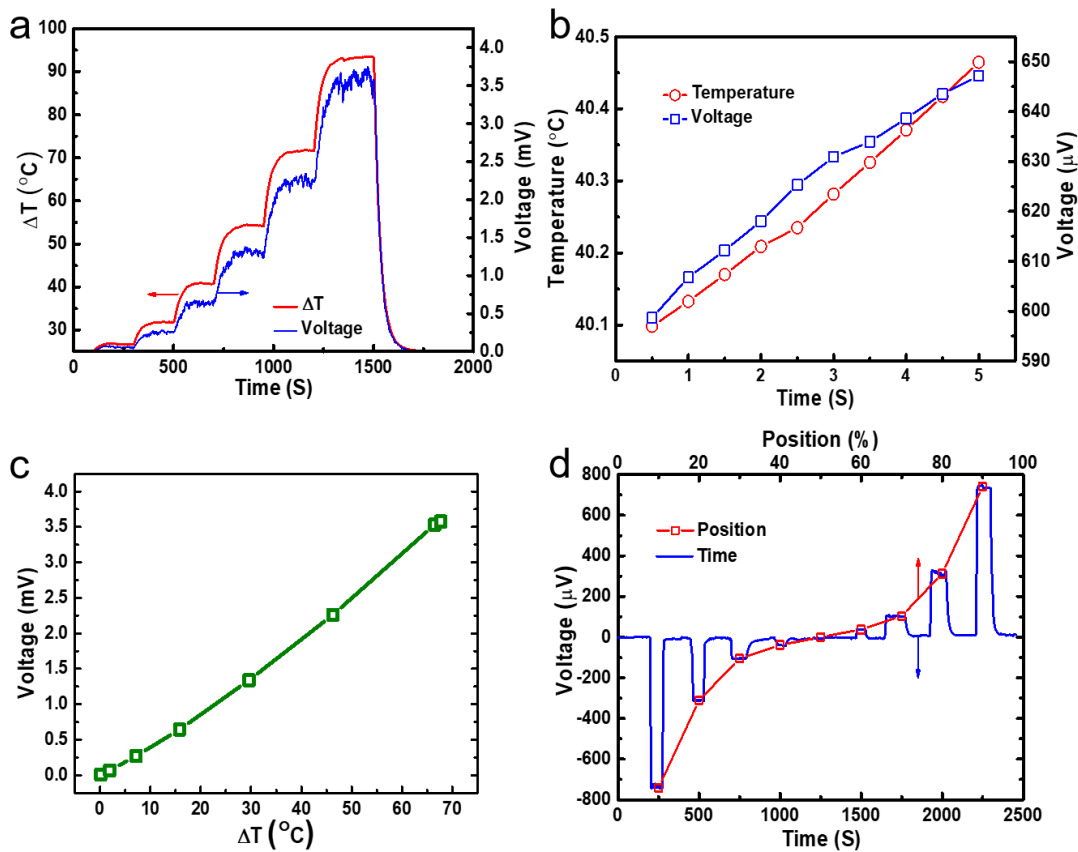 a
100
90
80
70
60
50
40
30
ΔT (°C)
4.0
3.5
3.0
2.5
2.0
1.5
1.0
0.5
0.0
Voltage (mV)
ΔT
Voltage
0 500 1000 1500 2000
Time (S)
b
40.5
40.4
40.3
40.2
40.1
Temperature (°C)
650
640
630
620
610
600
590
Voltage (μV)
Temperature
Voltage
0 1 2 3 4 5
Time (S)
c
4.0
3.5
3.0
2.5
2.0
1.5
1.0
0.5
0.0
Voltage (mV)
0 10 20 30 40 50 60 70
ΔT (°C)
d
Position (%)
0 20 40 60 80 100
800
600
400
200
0
-200
-400
-600
-800
Voltage (μV)
Position
Time
0 500 1000 1500 2000 2500
Time (S)